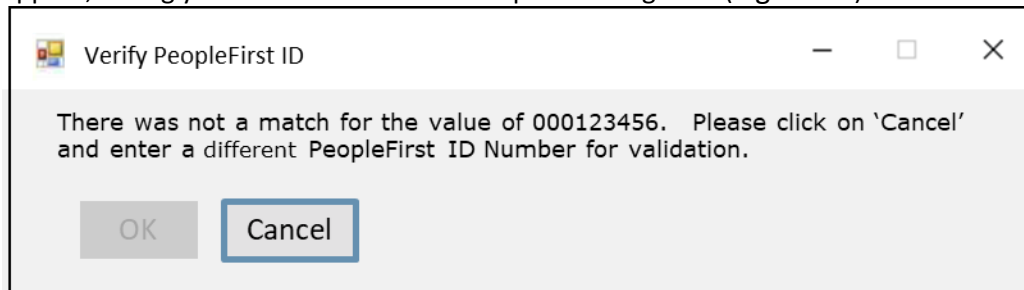 Verify PeopleFirst ID
There was not a match for the value of 000123456. Please click on ‘Cancel’
and enter a different PeopleFirst ID Number for validation.
OK
Cancel